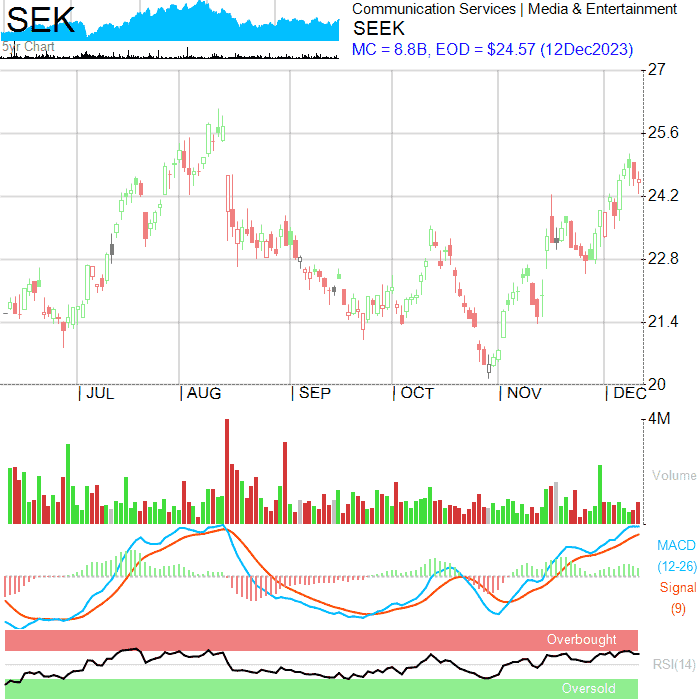 SEK
5yr Chart
Communication Services | Media & Entertainment
SEEK
MC = 8.8B, EOD = $24.57 (12Dec2023)
27
25.6
24.2
22.8
21.4
20
JUL AUG SEP OCT NOV DEC
4M
Volume
MACD
(12-26)
Signal
(9)
Overbought
RSI(14)
Oversold